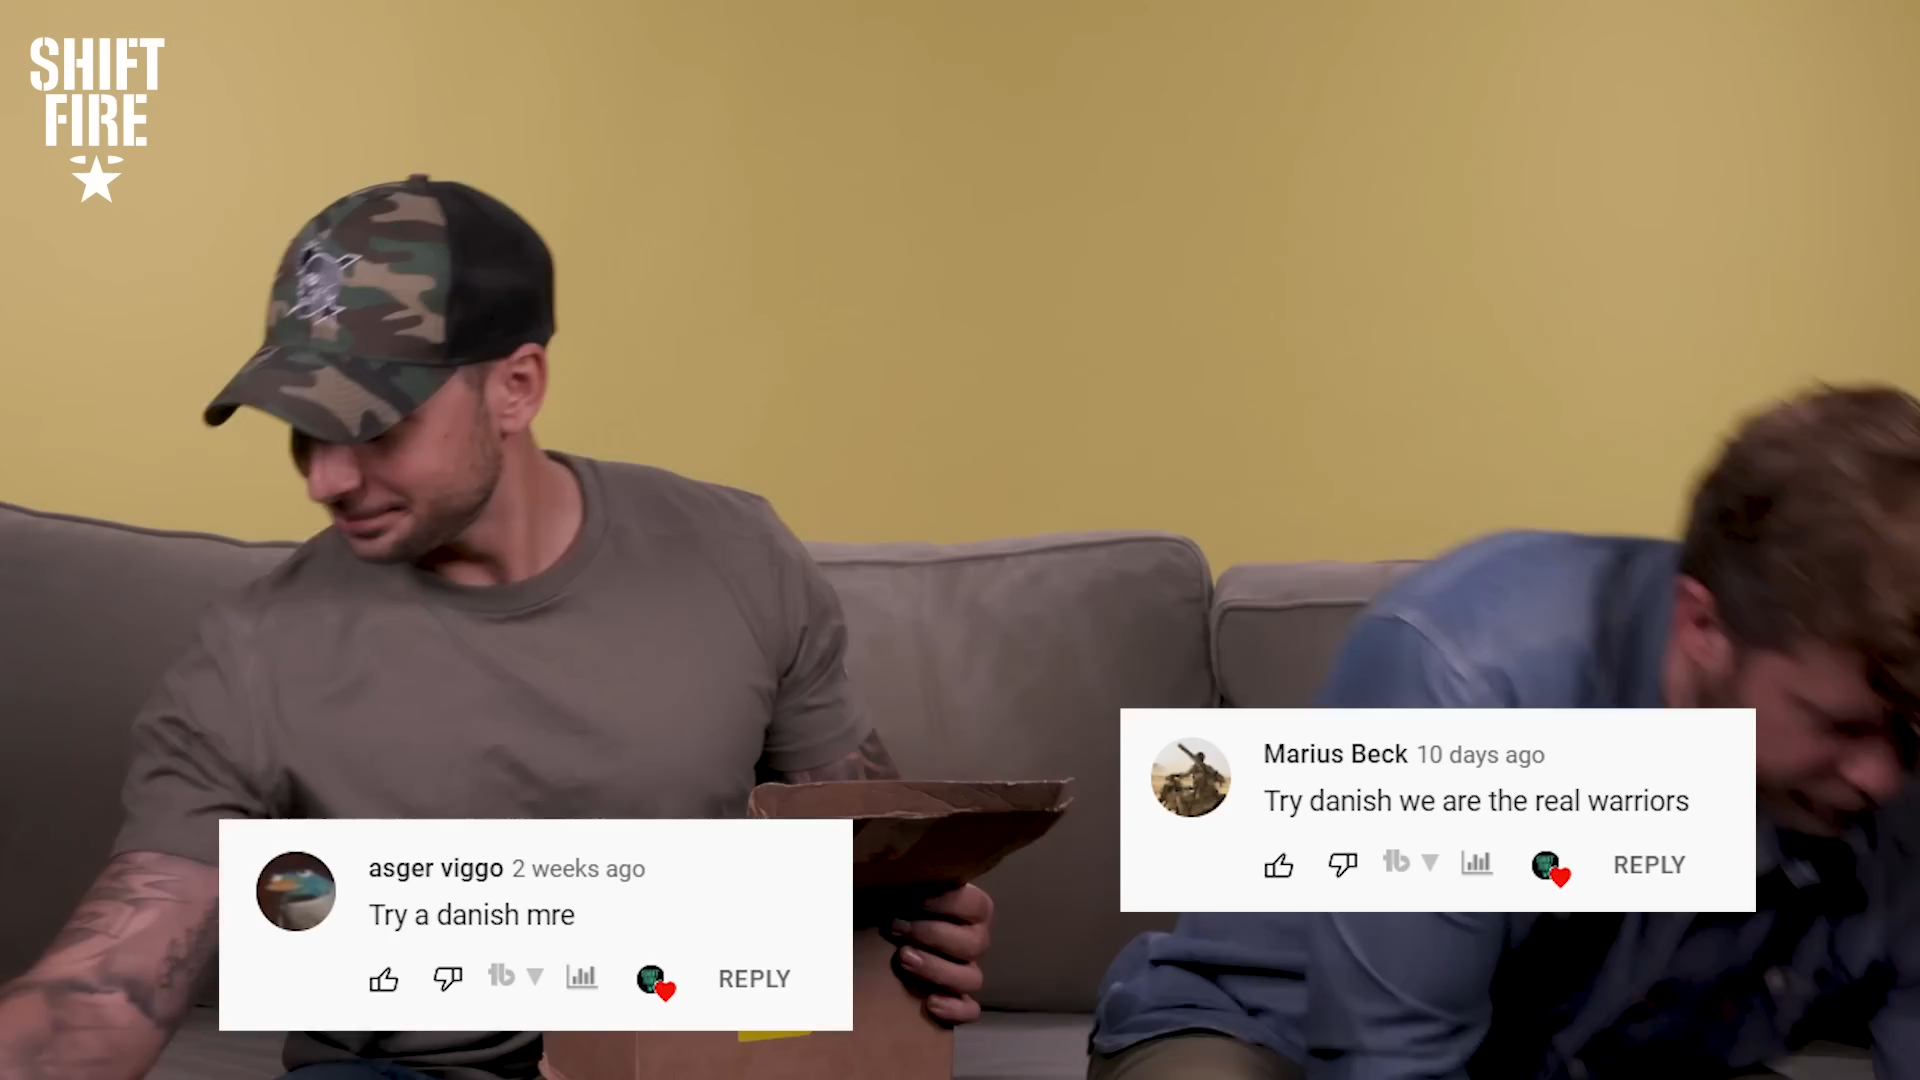 SHIFT
FIRE
asger viggo 2 weeks ago
Try a danish mre
REPLY
Marius Beck 10 days ago
Try danish we are the real warriors
REPLY